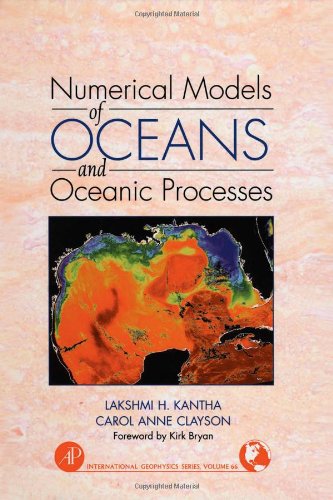 Numerical Models
of
OCEANS
and
Oceanic Processes
LAKSHMI H. KANTHA
CAROL ANNE CLAYSON
Foreword by Kirk Bryan
AP
INTERNATIONAL GEOPHYSICS SERIES, VOLUME 66